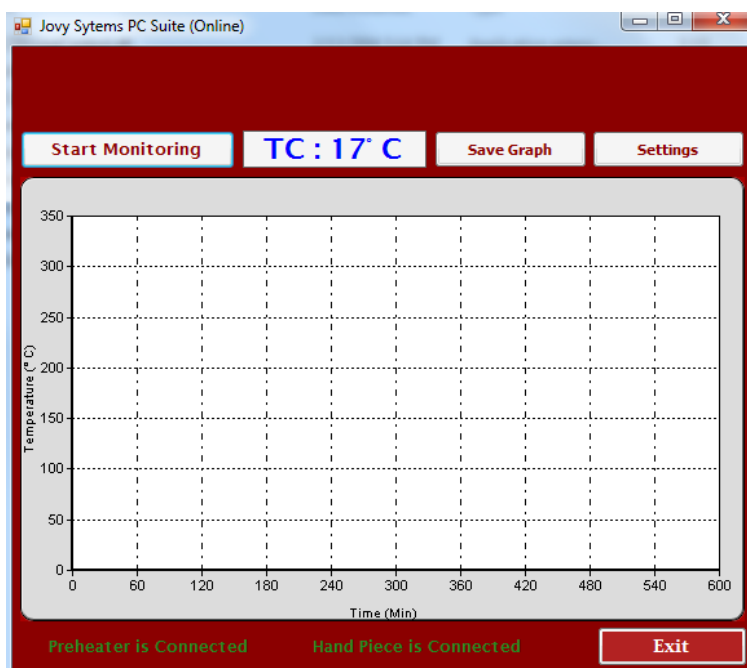 Jovy Sytems PC Suite (Online)
Start Monitoring
TC : 17° C
Save Graph
Settings
350
300
250
200
150
100
50
0
Temperature (° C)
0 60 120 180 240 300 360 420 480 540 600
Time (Min)
Preheater is Connected Hand Piece is Connected Exit